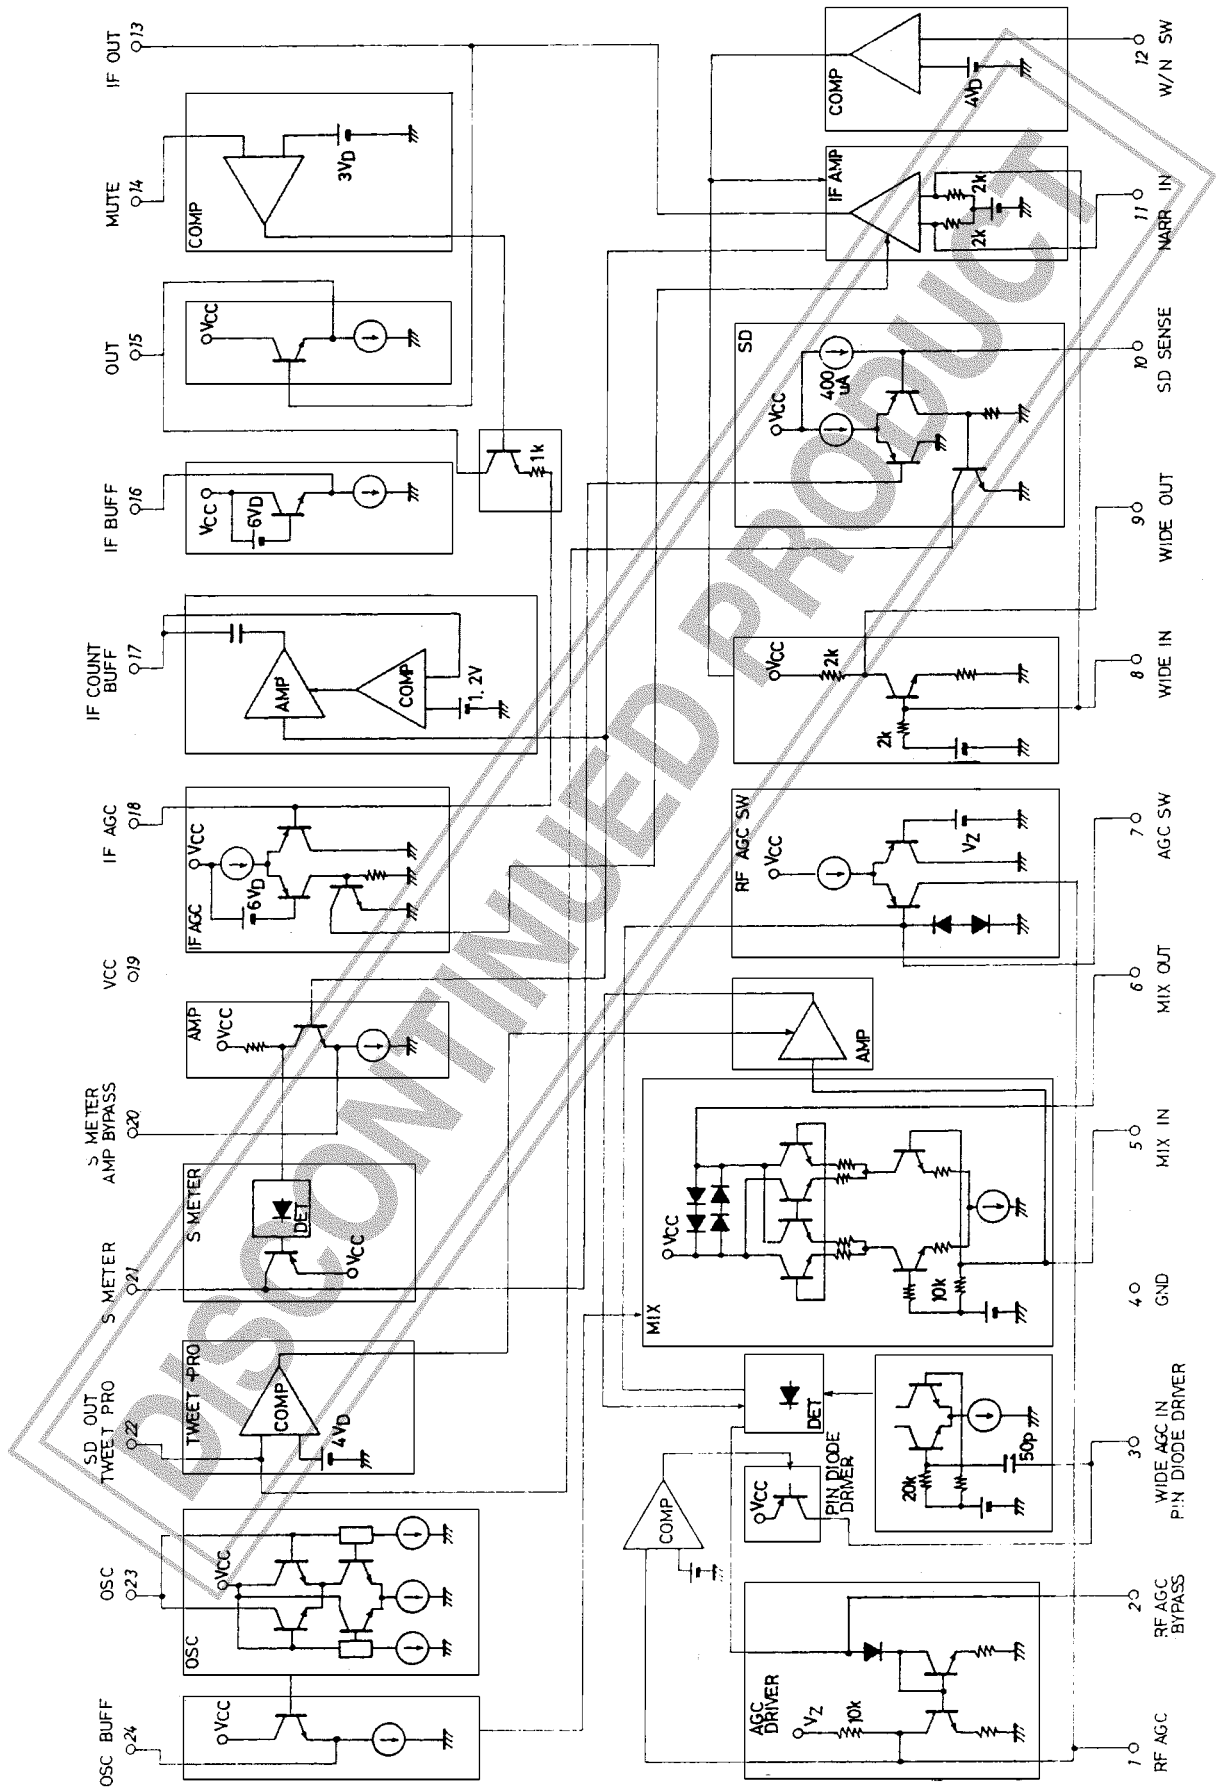 OSC BUFF
24
OSC
23
SD OUT
TWEET PRO
22
S METER
21
S METER
AMP BYPASS
20
VCC
19
IF AGC
18
IF COUNT
BUFF
17
IF BUFF
16
OUT
15
MUTE
14
IF OUT
13
VCC
OSC
VCC
TWEET PRO
COMP
4VD
S METER
DET
VCC
AMP
VCC
IF AGC
VCC
6VD
AMP
COMP
1.2V
VCC
6VD
1k
VCC
COMP
3VD
DISCONTINUED PRODUCT
AGC
DRIVER
VZ
10k
COMP
VCC
PIN DIODE
DRIVER
DET
20k
50p
MIX
VCC
10k
AMP
RF AGC SW
VCC
VZ
VCC
2k
2k
SD
VCC
400
uA
IF AMP
2k
2k
COMP
4VD
1
RF AGC
2
RF AGC
BYPASS
3
WIDE AGC IN
PIN DIODE DRIVER
4
GND
5
MIX IN
6
MIX OUT
7
AGC SW
8
WIDE IN
9
WIDE OUT
10
SD SENSE
11
NARR IN
12
W/N SW